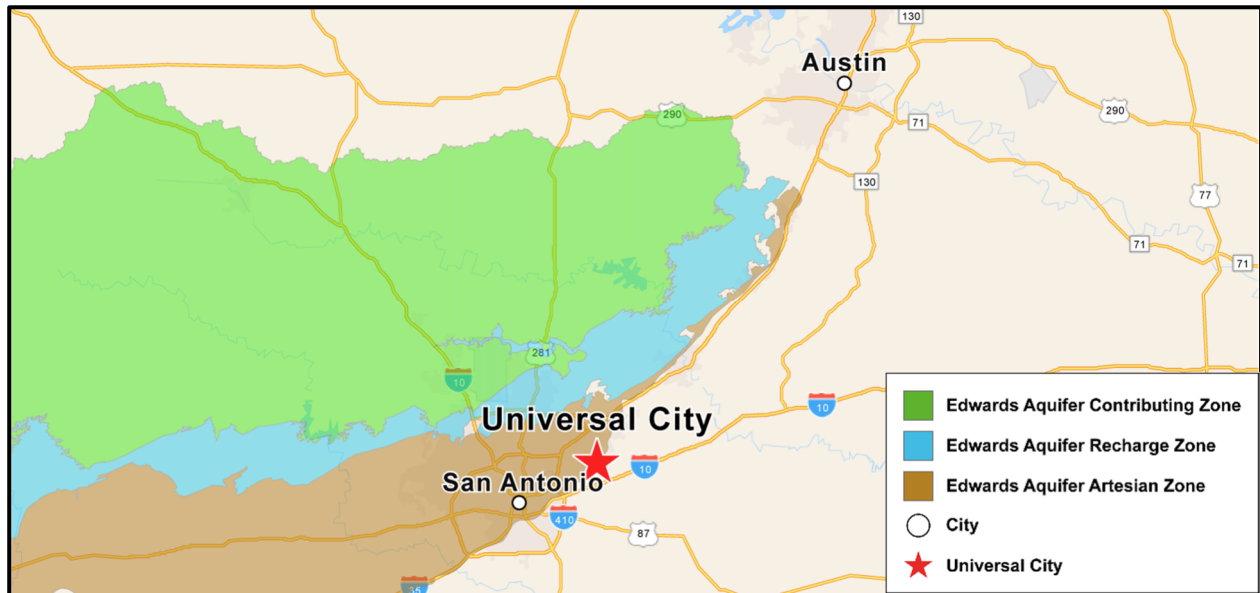 130
Austin
290
290
71
130
77
71
71
281
10
10
Universal City
10
San Antonio
410
87
35
Edwards Aquifer Contributing Zone
Edwards Aquifer Recharge Zone
Edwards Aquifer Artesian Zone
City
Universal City